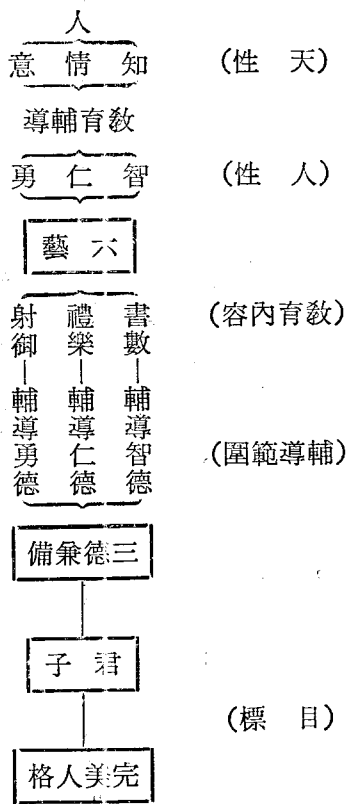 人
知 情 意
(天 性)
教育輔導
智 仁 勇
(人 性)
六 藝
書數—輔導智德
禮樂—輔導仁德
射御—輔導勇德
(教育內容)
(輔導範圍)
三德兼備
君 子
(目 標)
完美人格